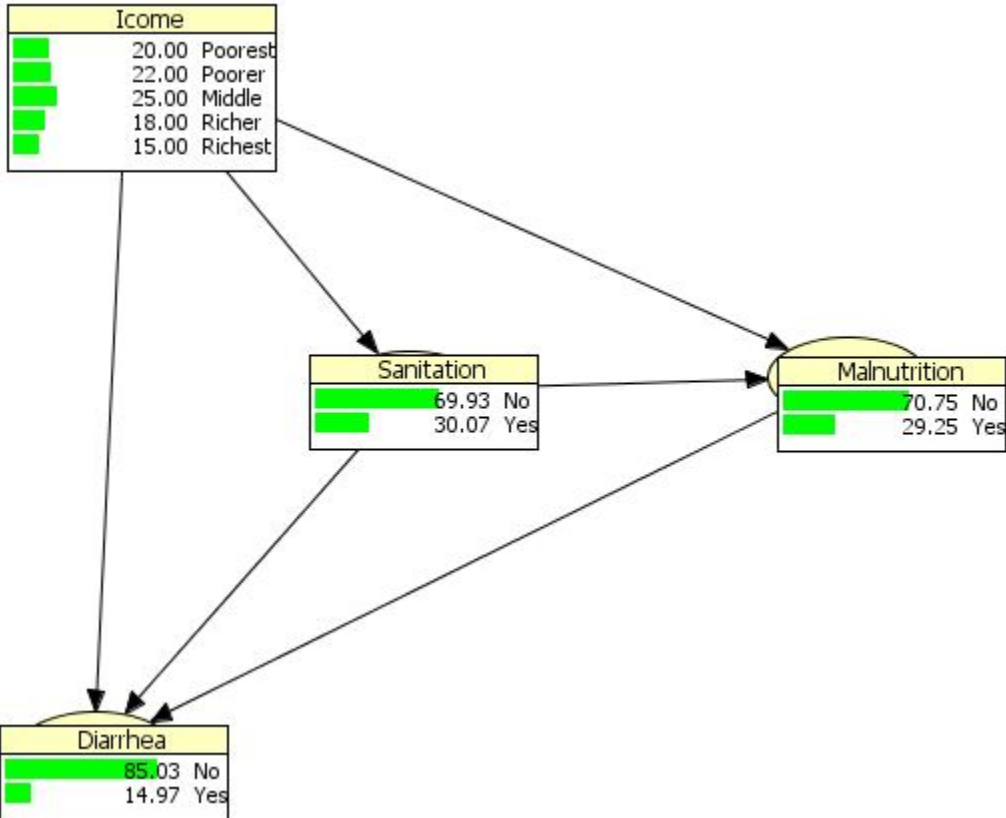 Icome
20.00 Poorest
22.00 Poorer
25.00 Middle
18.00 Richer
15.00 Richest
Sanitation
69.93 No
30.07 Yes
Malnutrition
70.75 No
29.25 Yes
Diarrhea
85.03 No
14.97 Yes